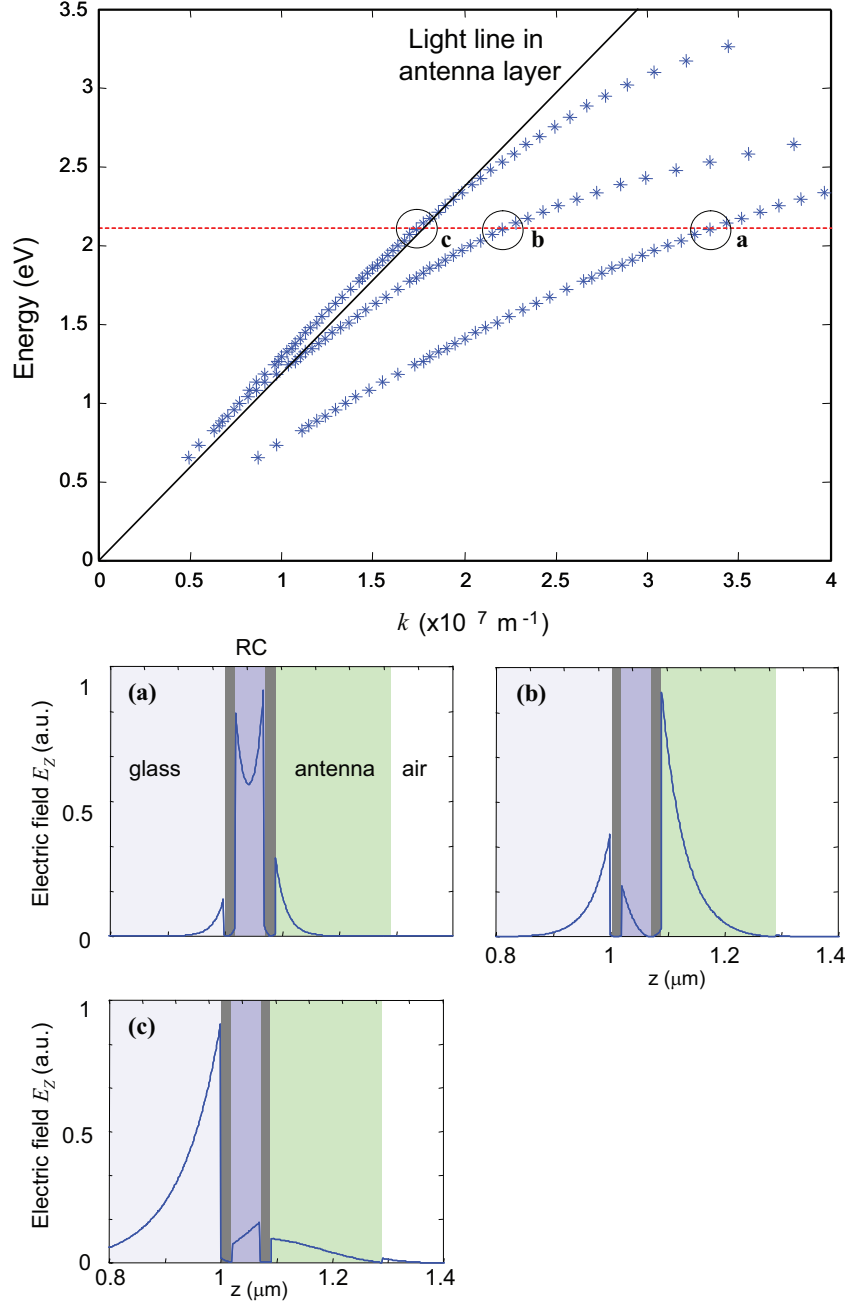 3.5
3
2.5
2
1.5
1
0.5
0
Energy (eV)
Light line in
antenna layer
c
b
a
0 0.5 1 1.5 2 2.5 3 3.5 4
k (x10 7 m -1)
RC
(a)
glass
antenna
air
1
0.5
0
Electric field EZ (a.u.)
(b)
0.8 1 1.2 1.4
z (μm)
(c)
1
0.5
0
Electric field EZ (a.u.)
0.8 1 1.2 1.4
z (μm)